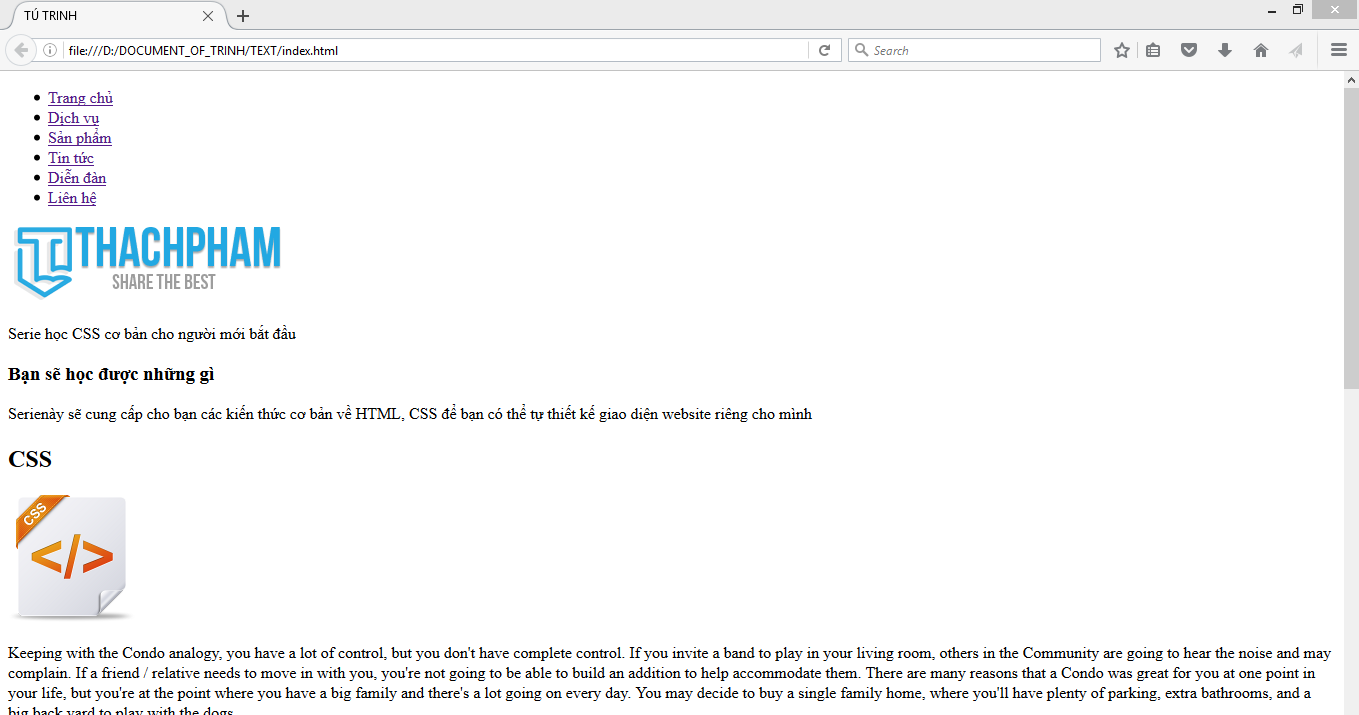 TÚ TRINH
file:///D:/DOCUMENT_OF_TRINH/TEXT/index.html
Search
Trang chủ
Dịch vụ
Sản phẩm
Tin tức
Diễn đàn
Liên hệ
THACHPHAM
SHARE THE BEST
Serie học CSS cơ bản cho người mới bắt đầu
Bạn sẽ học được những gì
Serienày sẽ cung cấp cho bạn các kiến thức cơ bản về HTML, CSS để bạn có thể tự thiết kế giao diện website riêng cho mình
CSS
CSS
</>
Keeping with the Condo analogy, you have a lot of control, but you don't have complete control. If you invite a band to play in your living room, others in the Community are going to hear the noise and may
complain. If a friend / relative needs to move in with you, you're not going to be able to build an addition to help accommodate them. There are many reasons that a Condo was great for you at one point in
your life, but you're at the point where you have a big family and there's a lot going on every day. You may decide to buy a single family home, where you'll have plenty of parking, extra bathrooms, and a
big back yard to play with the dogs.